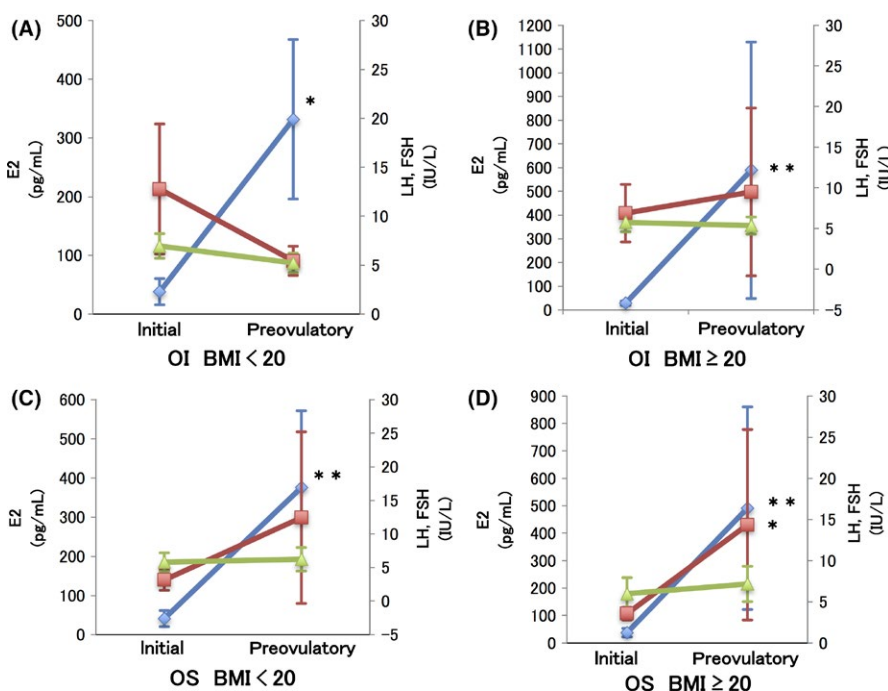 (A)
500
400
300
200
100
0
E2
(pg/mL)
30
25
20
15
10
5
0
LH, FSH
(IU/L)
*
Initial
Preovulatory
OI BMI < 20
(B)
1200
1100
1000
900
800
700
600
500
400
300
200
100
0
E2
(pg/mL)
30
25
20
15
10
5
0
−5
LH, FSH
(IU/L)
* *
Initial
Preovulatory
OI BMI ≥ 20
(C)
600
500
400
300
200
100
0
E2
(pg/mL)
30
25
20
15
10
5
0
−5
LH, FSH
(IU/L)
* *
Initial
Preovulatory
OS BMI < 20
(D)
900
800
700
600
500
400
300
200
100
0
E2
(pg/mL)
30
25
20
15
10
5
0
LH, FSH
(IU/L)
* *
*
Initial
Preovulatory
OS BMI ≥ 20